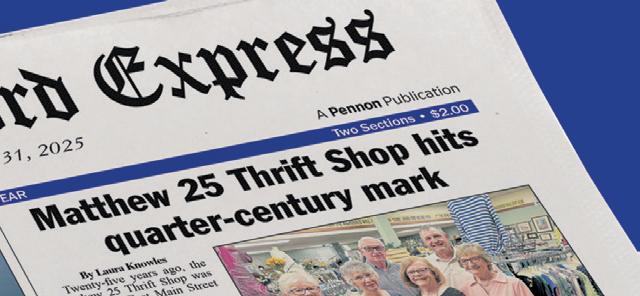 rd Express
A Pennon Publication
31, 2025
Two Sections • $2.00
EAR
Matthew 25 Thrift Shop hits
quarter-century mark
By Laura Knowles
Twenty-five years ago, the
25 Thrift Shop was
Main Street